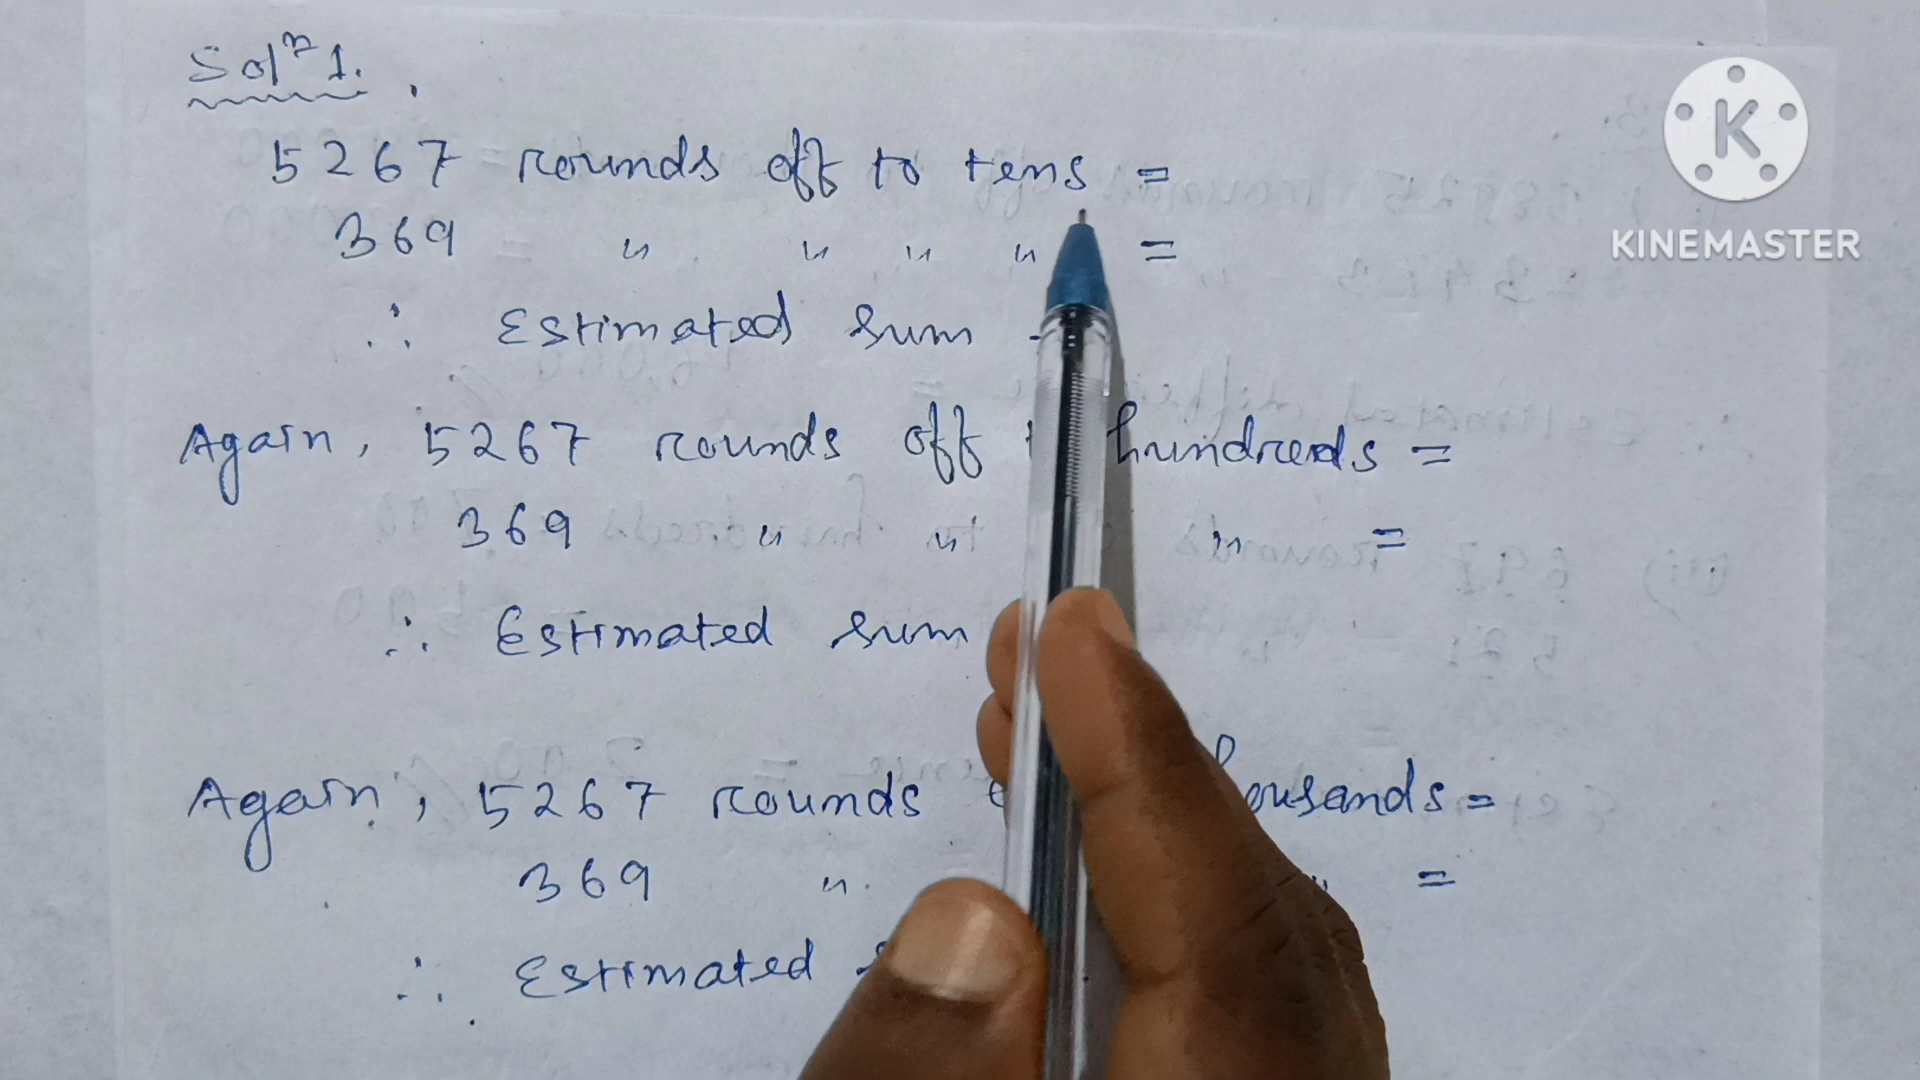 Solⁿ 1.
5267 rounds off to tens =
369 " " " " =
∴ Estimated sum
Again, 5267 rounds off hundreds =
369 " " " =
∴ Estimated sum
Again, 5267 rounds thousands =
369 " " =
∴ Estimated
K
KINEMASTER